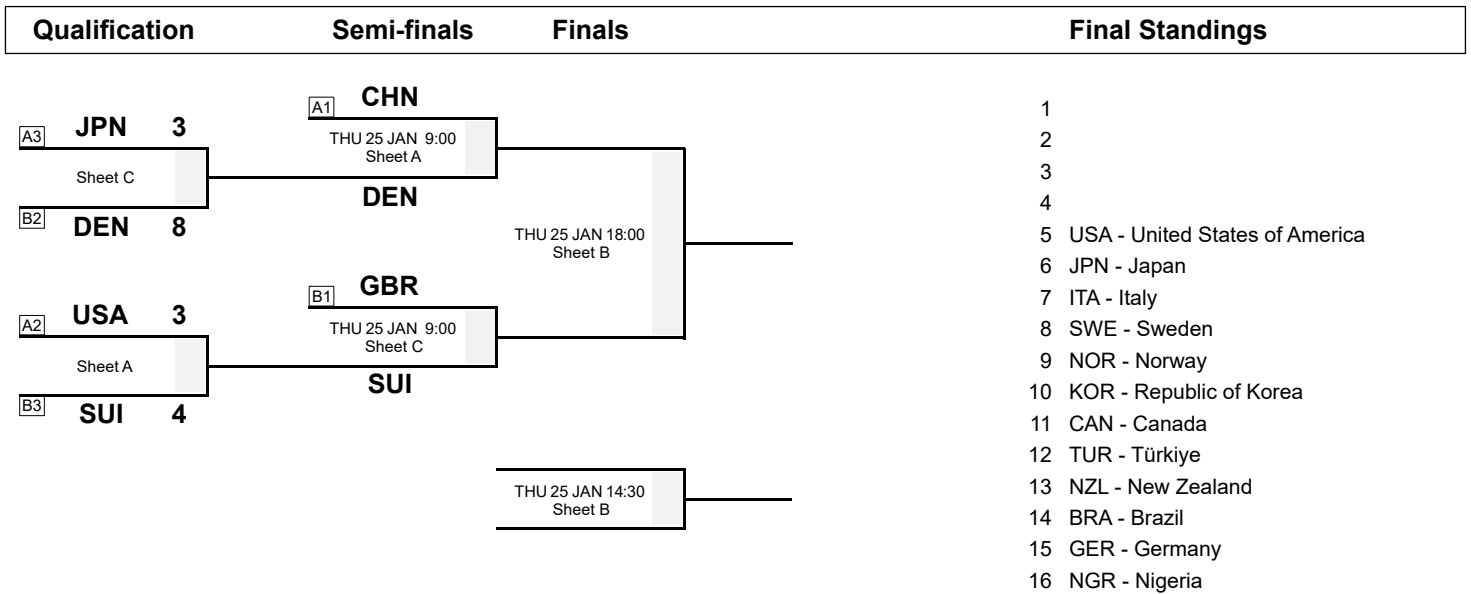 Qualification Semi-finals Finals Final Standings
A1 CHN
A3 JPN 3
THU 25 JAN 9:00
Sheet A
Sheet C
DEN
B2 DEN 8
THU 25 JAN 18:00
Sheet B
B1 GBR
A2 USA 3
THU 25 JAN 9:00
Sheet C
Sheet A
SUI
B3 SUI 4
THU 25 JAN 14:30
Sheet B
1
2
3
4
5 USA - United States of America
6 JPN - Japan
7 ITA - Italy
8 SWE - Sweden
9 NOR - Norway
10 KOR - Republic of Korea
11 CAN - Canada
12 TUR - Türkiye
13 NZL - New Zealand
14 BRA - Brazil
15 GER - Germany
16 NGR - Nigeria